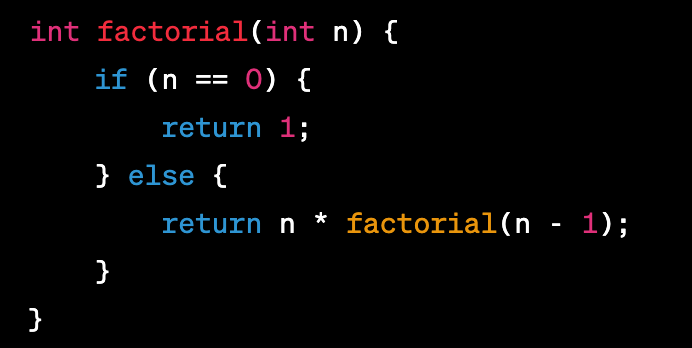 int factorial(int n) {
    if (n == 0) {
        return 1;
    } else {
        return n * factorial(n - 1);
    }
}